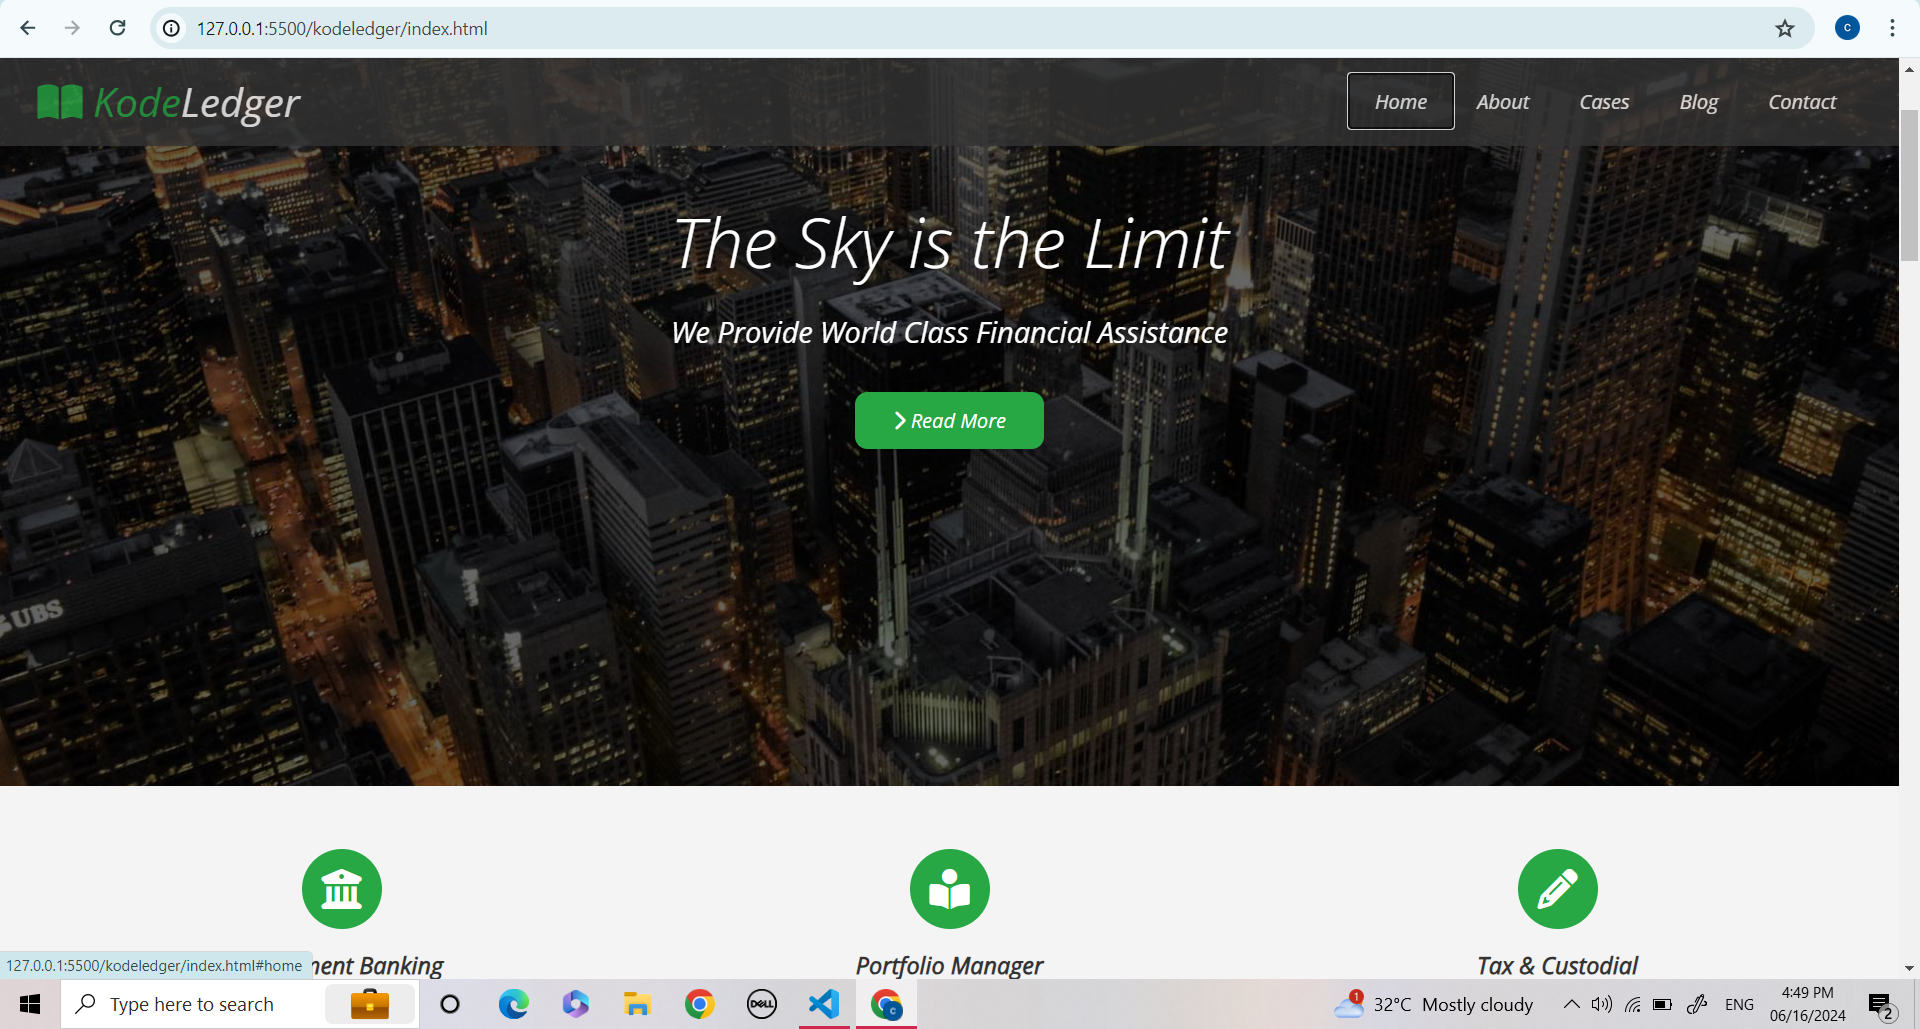 127.0.0.1:5500/kodeledger/index.html
c
KodeLedger
Home About Cases Blog Contact
The Sky is the Limit
We Provide World Class Financial Assistance
Read More
UBS
127.0.0.1:5500/kodeledger/index.html#home
ment Banking
Portfolio Manager
Tax & Custodial
Type here to search
DELL
c
1
32°C Mostly cloudy
ENG
4:49 PM
06/16/2024
2